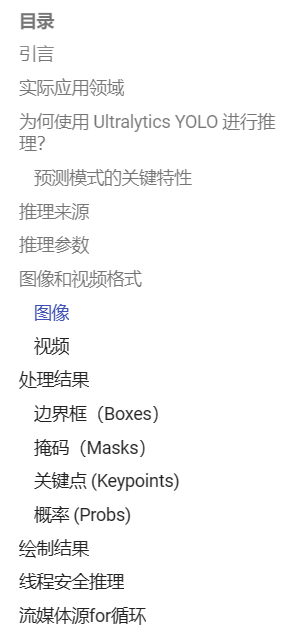 目录
引言
实际应用领域
为何使用 Ultralytics YOLO 进行推
理？
预测模式的关键特性
推理来源
推理参数
图像和视频格式
图像
视频
处理结果
边界框（Boxes）
掩码（Masks）
关键点 (Keypoints)
概率 (Probs)
绘制结果
线程安全推理
流媒体源for循环